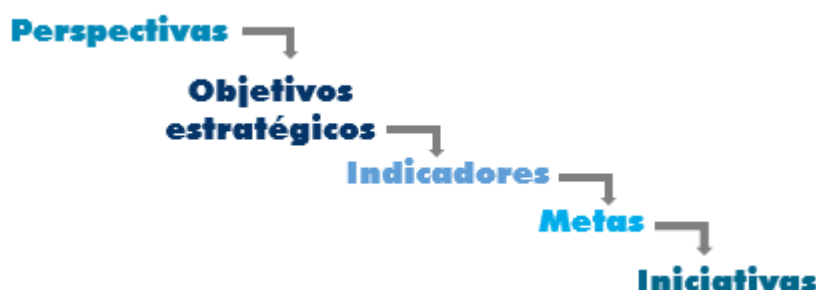 Perspectivas
Objetivos
estratégicos
Indicadores
Metas
Iniciativas